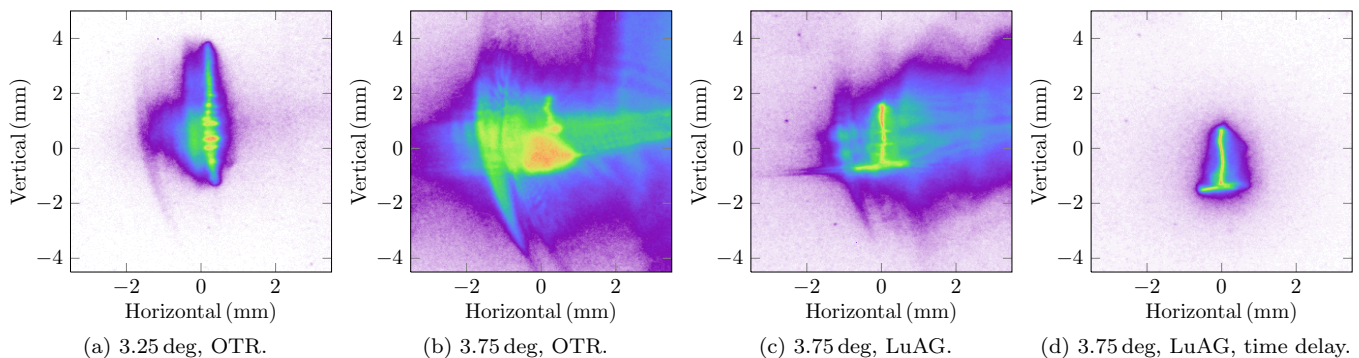 4
2
0
−2
−4
Vertical (mm)
−2 0 2
Horizontal (mm)
(a) 3.25 deg, OTR.
4
2
0
−2
−4
Vertical (mm)
−2 0 2
Horizontal (mm)
(b) 3.75 deg, OTR.
4
2
0
−2
−4
Vertical (mm)
−2 0 2
Horizontal (mm)
(c) 3.75 deg, LuAG.
4
2
0
−2
−4
Vertical (mm)
−2 0 2
Horizontal (mm)
(d) 3.75 deg, LuAG, time delay.